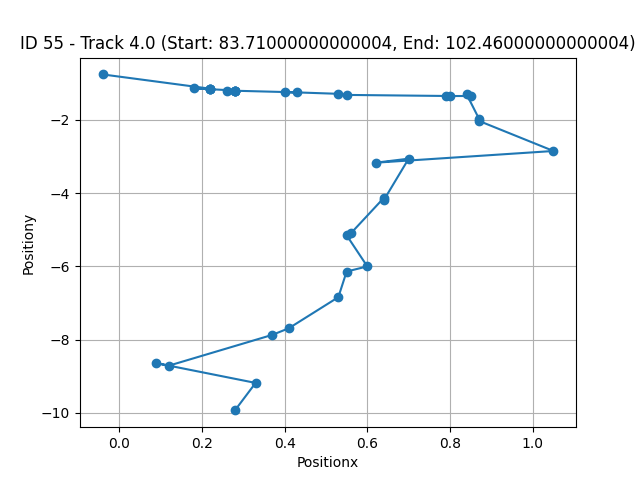 ID 55 - Track 4.0 (Start: 83.71000000000004, End: 102.46000000000004)
−2
−4
−6
−8
−10
Positiony
0.0 0.2 0.4 0.6 0.8 1.0
Positionx